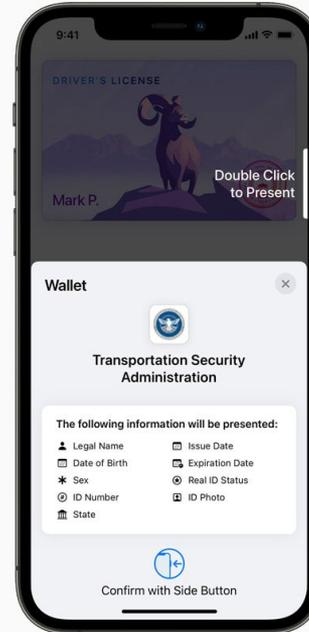 9:41
DRIVER'S LICENSE
Double Click
to Present
Mark P.
Wallet
Transportation Security
Administration
The following information will be presented:
Legal Name
Issue Date
Date of Birth
Expiration Date
Sex
Real ID Status
ID Number
ID Photo
State
Confirm with Side Button